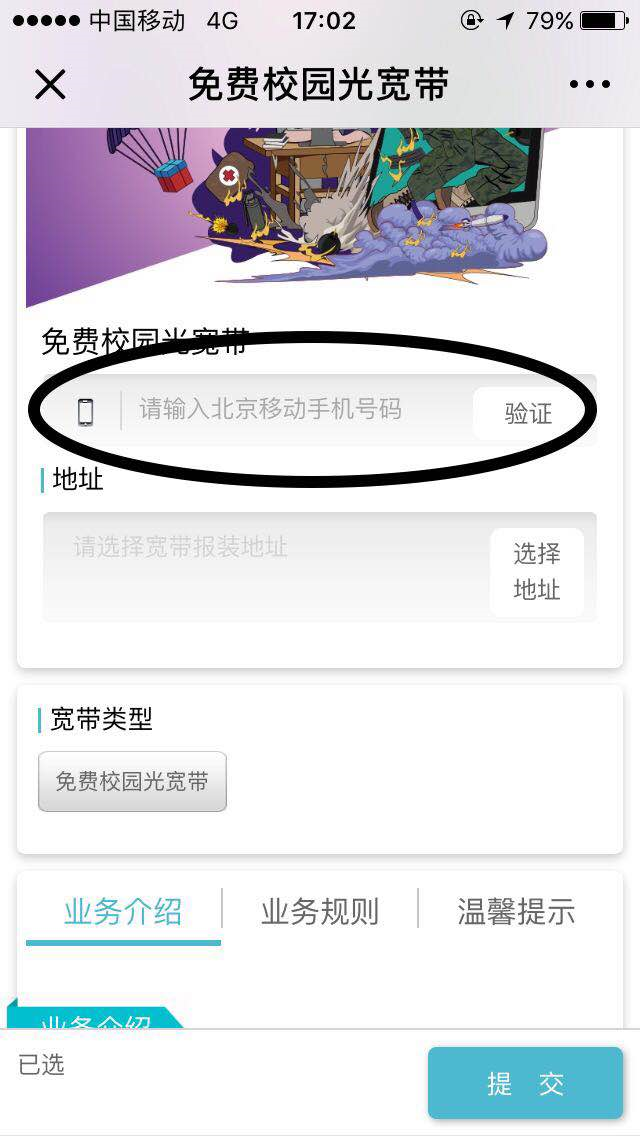 中国移动 4G 17:02 79%
免费校园光宽带
免费校园光宽带
请输入北京移动手机号码 验证
地址
请选择宽带报装地址
选择
地址
宽带类型
免费校园光宽带
业务介绍 业务规则 温馨提示
业务介绍
已选
提 交